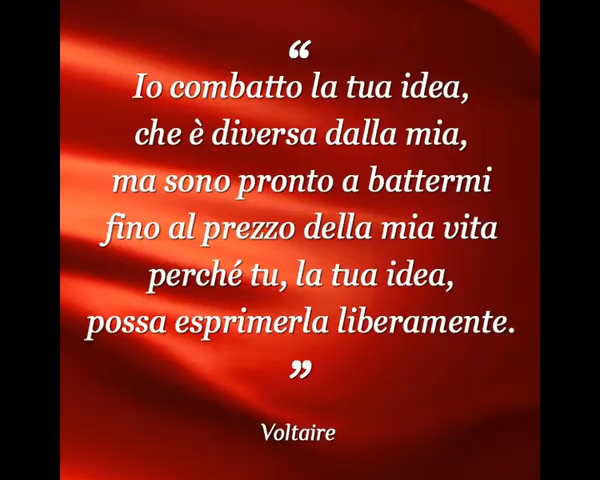 “
Io combatto la tua idea,
che è diversa dalla mia,
ma sono pronto a battermi
fino al prezzo della mia vita
perché tu, la tua idea,
possa esprimerla liberamente.
”
Voltaire